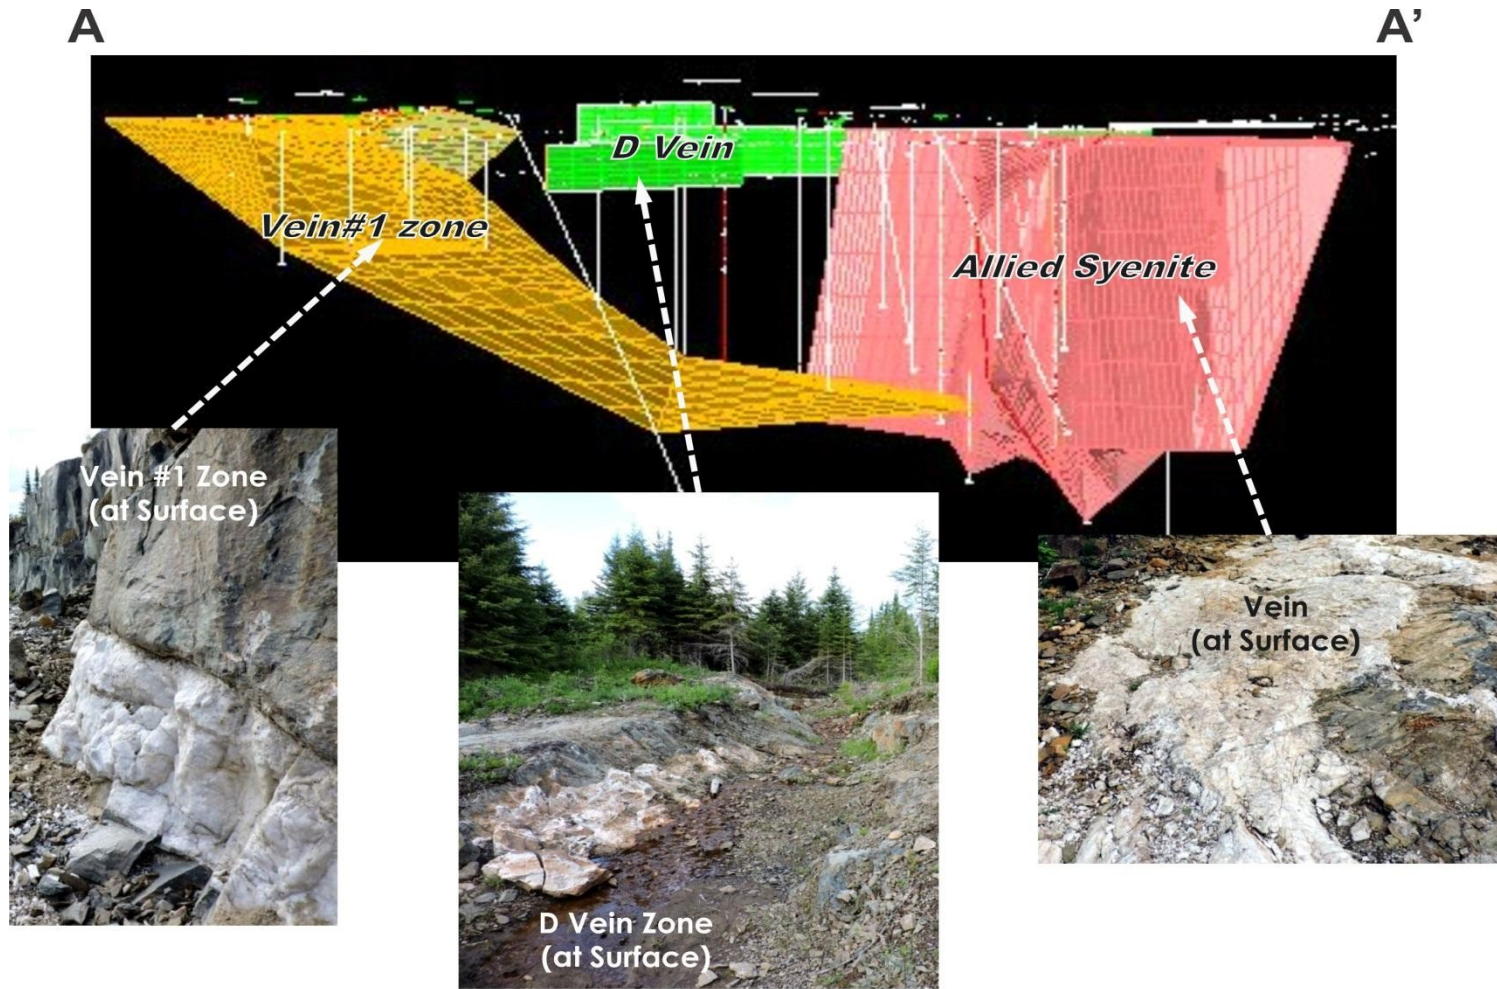 A
A’
D Vein
Vein#1 zone
Allied Syenite
Vein #1 Zone
(at Surface)
Vein
(at Surface)
D Vein Zone
(at Surface)